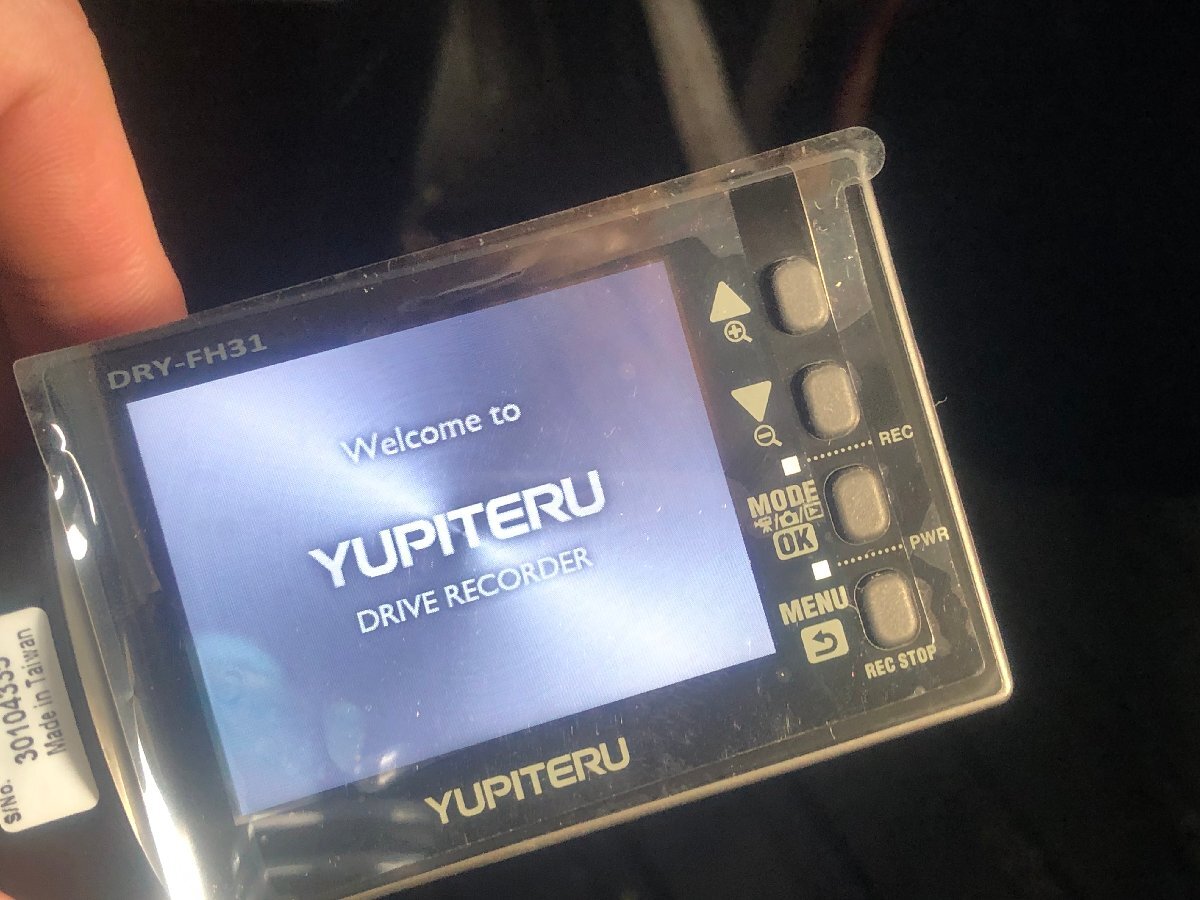 DRY-FH31
Welcome to
YUPITERU
DRIVE RECORDER
REC
MODE
OK
PWR
MENU
REC STOP
YUPITERU
S/No.
30104335
Made in Taiwan